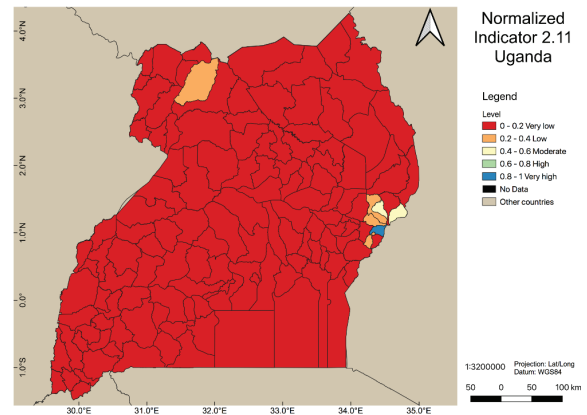 Normalized
Indicator 2.11
Uganda
Legend
Level
0 - 0.2 Very low
0.2 - 0.4 Low
0.4 - 0.6 Moderate
0.6 - 0.8 High
0.8 - 1 Very high
No Data
Other countries
4.0°N
3.0°N
2.0°N
1.0°N
0.0°
1.0°S
30.0°E 31.0°E 32.0°E 33.0°E 34.0°E 35.0°E
1:3200000 Projection: Lat/Long
Datum: WGS84
50 0 50 100 km